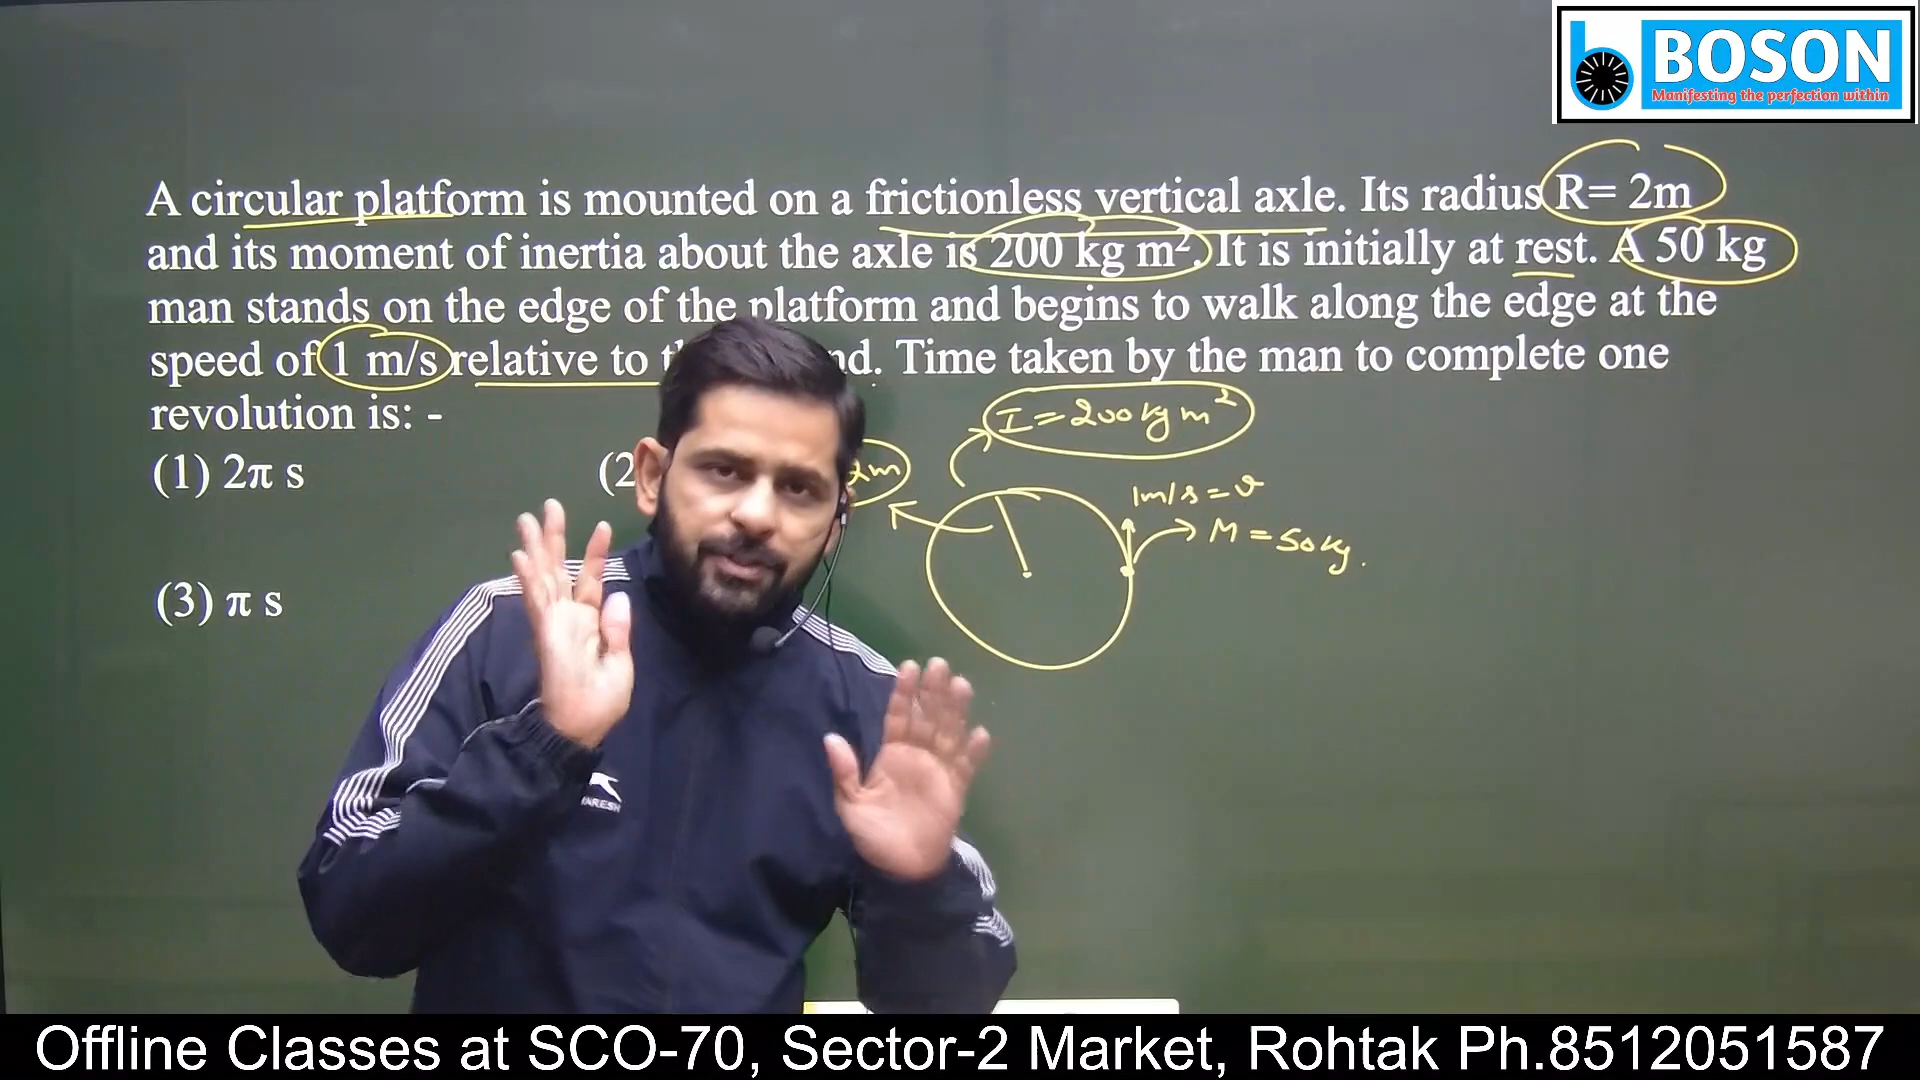 BOSON
Manifesting the perfection within
A circular platform is mounted on a frictionless vertical axle. Its radius R= 2m
and its moment of inertia about the axle is 200 kg m². It is initially at rest. A 50 kg
man stands on the edge of the platform and begins to walk along the edge at the
speed of 1 m/s relative to nd. Time taken by the man to complete one
revolution is: -
I = 200 kg m²
(1) 2π s
(2
2m
1m/s = v
M = 50kg.
(3) π s
Offline Classes at SCO-70, Sector-2 Market, Rohtak Ph.8512051587